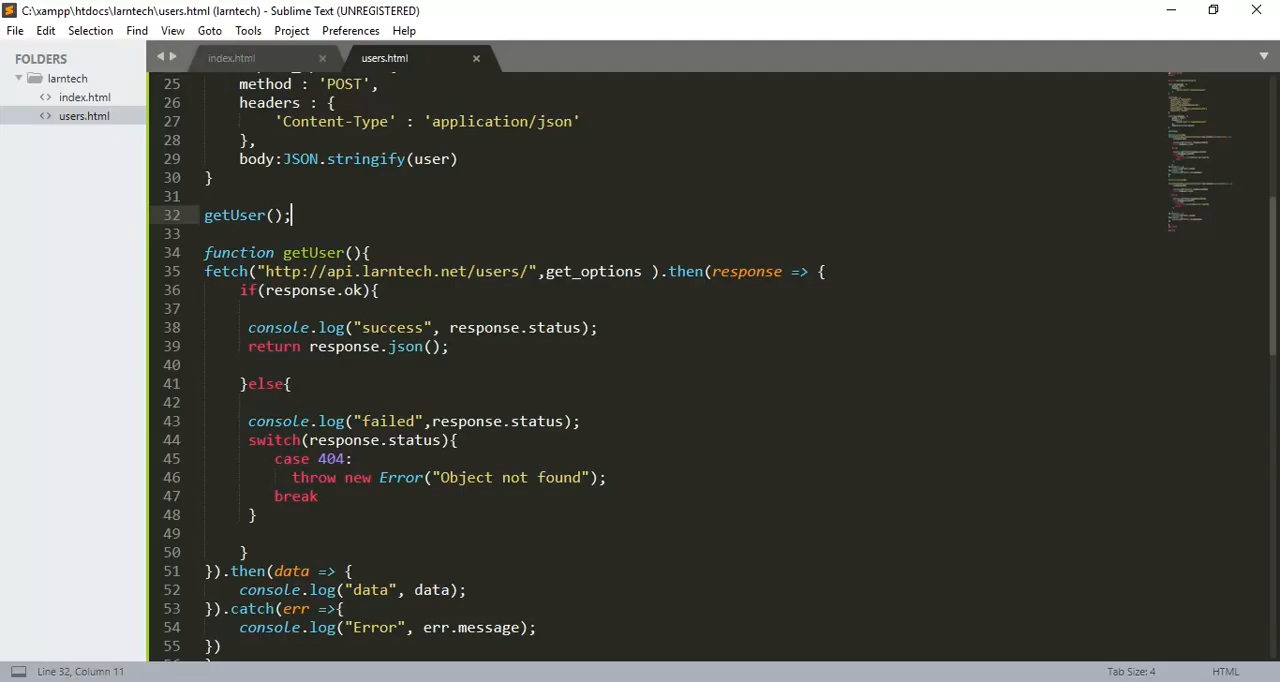 C:\xampp\htdocs\larntech\users.html (larntech) - Sublime Text (UNREGISTERED)
File Edit Selection Find View Goto Tools Project Preferences Help
FOLDERS
larntech
index.html
users.html
index.html users.html
25 method : 'POST',
26 headers : {
27 'Content-Type' : 'application/json'
28 },
29 body:JSON.stringify(user)
30 }
31
32 getUser();
33
34 function getUser(){
35 fetch("http://api.larntech.net/users/",get_options ).then(response => {
36 if(response.ok){
37
38 console.log("success", response.status);
39 return response.json();
40
41 }else{
42
43 console.log("failed",response.status);
44 switch(response.status){
45 case 404:
46 throw new Error("Object not found");
47 break
48 }
49
50 }
51 }).then(data => {
52 console.log("data", data);
53 }).catch(err =>{
54 console.log("Error", err.message);
55 })
Line 32, Column 11
Tab Size: 4
HTML